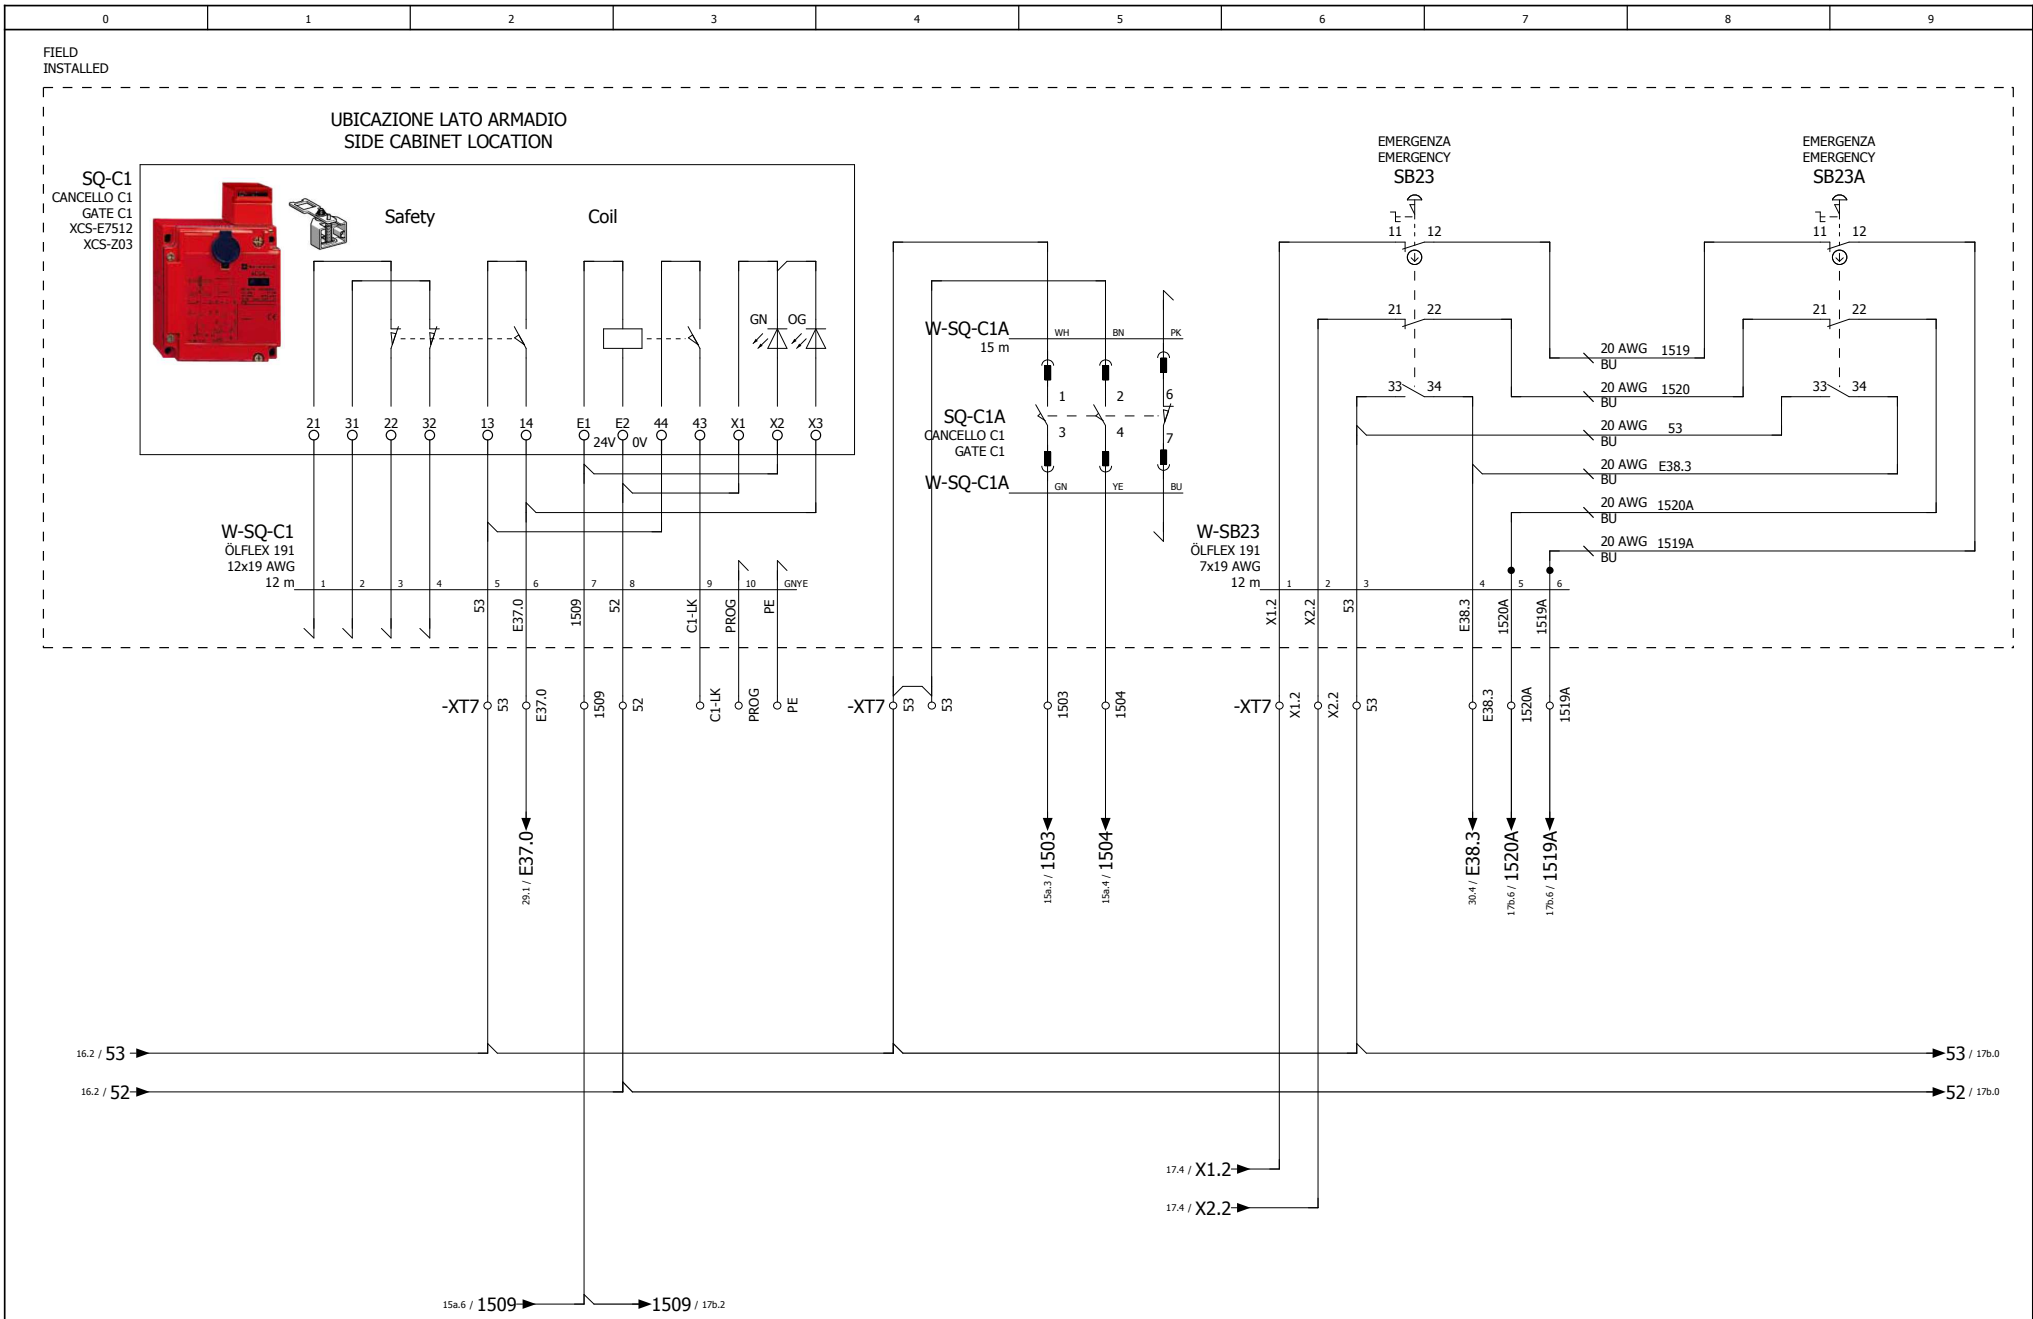 0 1 2 3 4 5 6 7 8 9
FIELD
INSTALLED
UBICAZIONE LATO ARMADIO
SIDE CABINET LOCATION
SQ-C1
CANCELLO C1
GATE C1
XCS-E7512
XCS-Z03
Safety
Coil
GN
OG
21 31 22 32 13 14 E1 E2 44 43 X1 X2 X3
24V 0V
W-SQ-C1
ÖLFLEX 191
12x19 AWG
12 m
1 2 3 4 5 6 7 8 9 10 GNYE
53 E37.0 1509 52 C1-LK PROG PE
-XT7
53 E37.0 1509 52 C1-LK PROG PE
29.1 / E37.0
W-SQ-C1A
15 m
WH BN PK
1 2 6
SQ-C1A
CANCELLO C1
GATE C1
3 4 7
W-SQ-C1A
GN YE BU
-XT7
53 53 1503 1504
15a.3 / 1503
15a.4 / 1504
EMERGENZA
EMERGENCY
SB23
11 12
21 22
33 34
EMERGENZA
EMERGENCY
SB23A
11 12
21 22
33 34
20 AWG 1519
BU
20 AWG 1520
BU
20 AWG 53
BU
20 AWG E38.3
BU
20 AWG 1520A
BU
20 AWG 1519A
BU
W-SB23
ÖLFLEX 191
7x19 AWG
12 m
1 2 3 4 5 6
X1.2 X2.2 53 E38.3 1520A 1519A
-XT7
X1.2 X2.2 53 E38.3 1520A 1519A
30.4 / E38.3
17b.6 / 1520A
17b.6 / 1519A
16.2 / 53
53 / 17b.0
16.2 / 52
52 / 17b.0
17.4 / X1.2
17.4 / X2.2
15a.6 / 1509
1509 / 17b.2